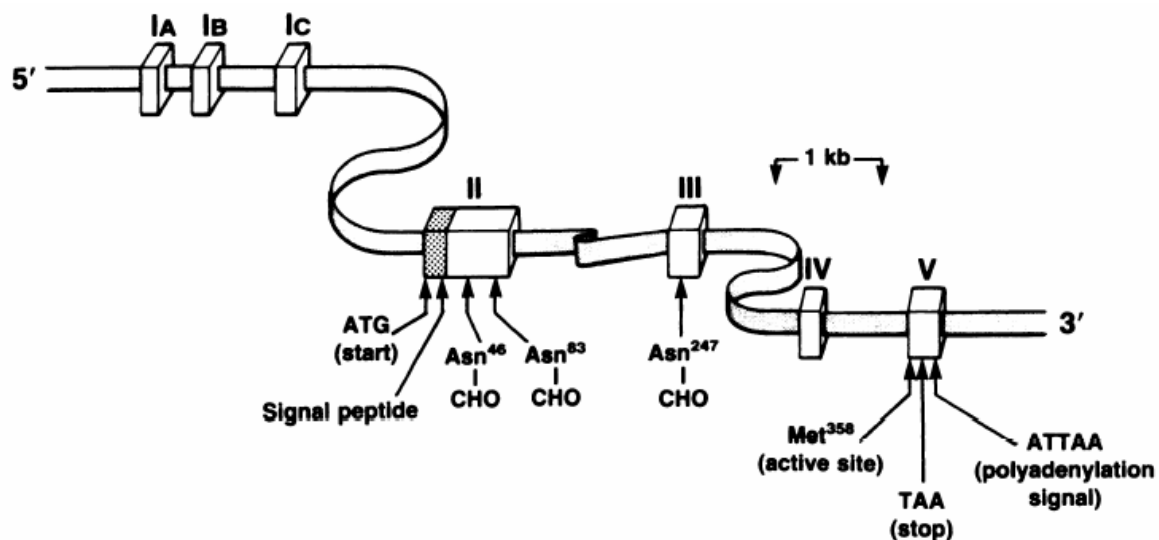 IA IB IC
5'
1 kb
II
III
IV
V
3'
ATG
(start)
Signal peptide
Asn46
CHO
Asn83
CHO
Asn247
CHO
Met358
(active site)
TAA
(stop)
ATTAA
(polyadenylation
signal)